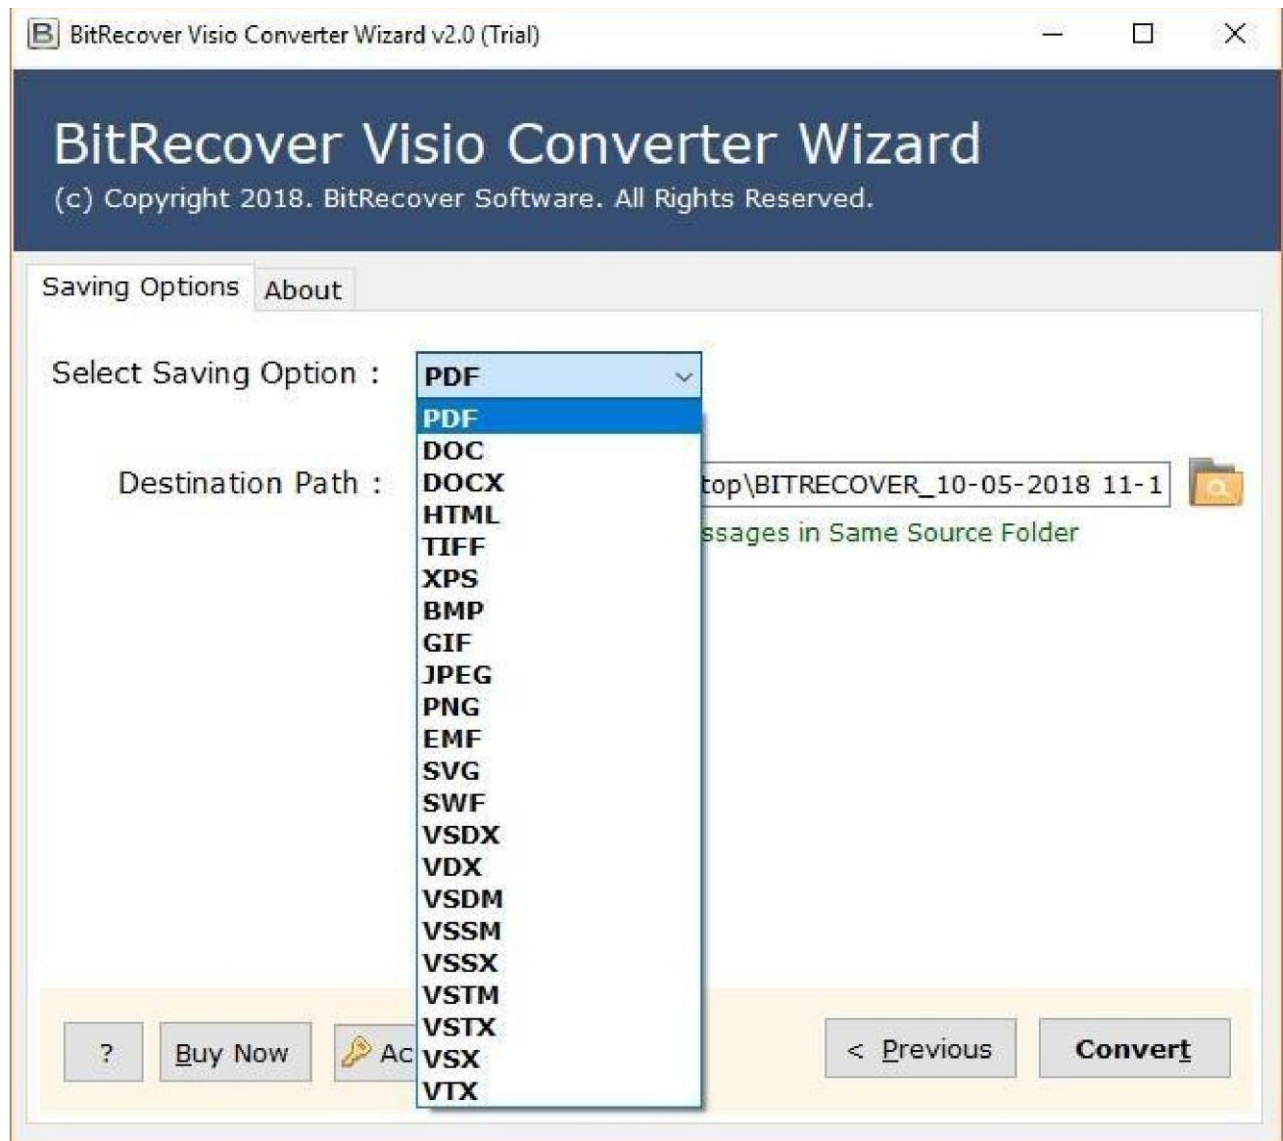 BitRecover Visio Converter Wizard v2.0 (Trial)
BitRecover Visio Converter Wizard
(c) Copyright 2018. BitRecover Software. All Rights Reserved.
Saving Options About
Select Saving Option : PDF
PDF
DOC
Destination Path : DOCX top\BITRECOVER_10-05-2018 11-1
HTML
ssages in Same Source Folder
TIFF
XPS
BMP
GIF
JPEG
PNG
EMF
SVG
SWF
VSDX
VDX
VSDM
VSSM
VSSX
VSTM
VSTX
VSX
VTX
? Buy Now Ac < Previous Convert